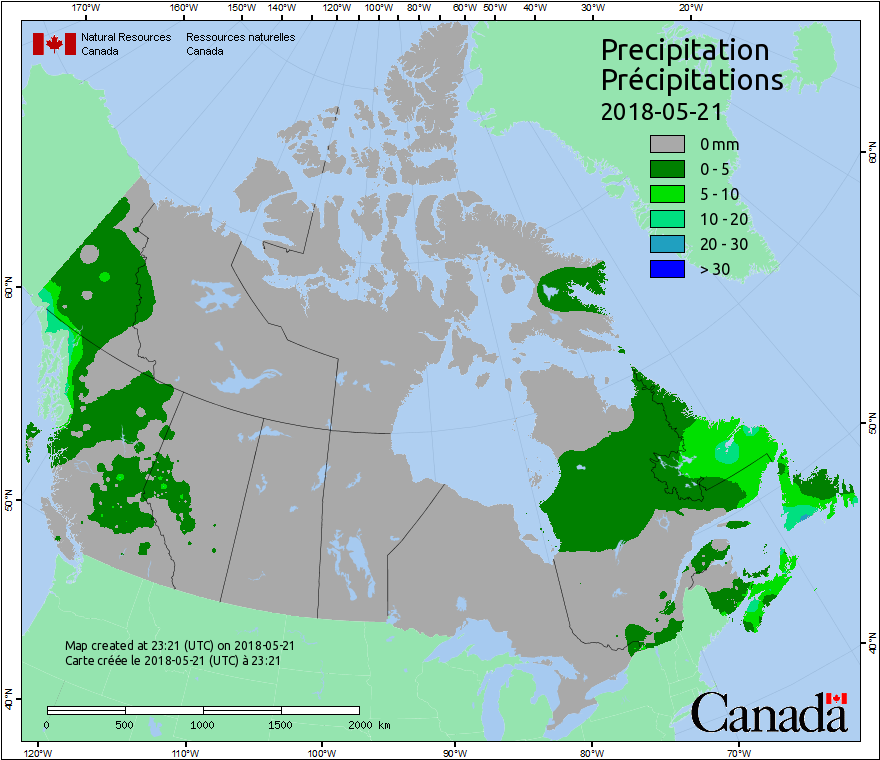 170°W 160°W 150°W 140°W 120°W 100°W 80°W 60°W 50°W 40°W 30°W 20°W
Natural Resources Ressources naturelles
Canada Canada
Precipitation
Précipitations
2018-05-21
0 mm
0 - 5
5 - 10
10 - 20
20 - 30
> 30
60°N
60°N
50°N
50°N
40°N
40°N
Map created at 23:21 (UTC) on 2018-05-21
Carte créée le 2018-05-21 (UTC) à 23:21
0 500 1000 1500 2000 km
Canada
120°W 110°W 100°W 90°W 80°W 70°W